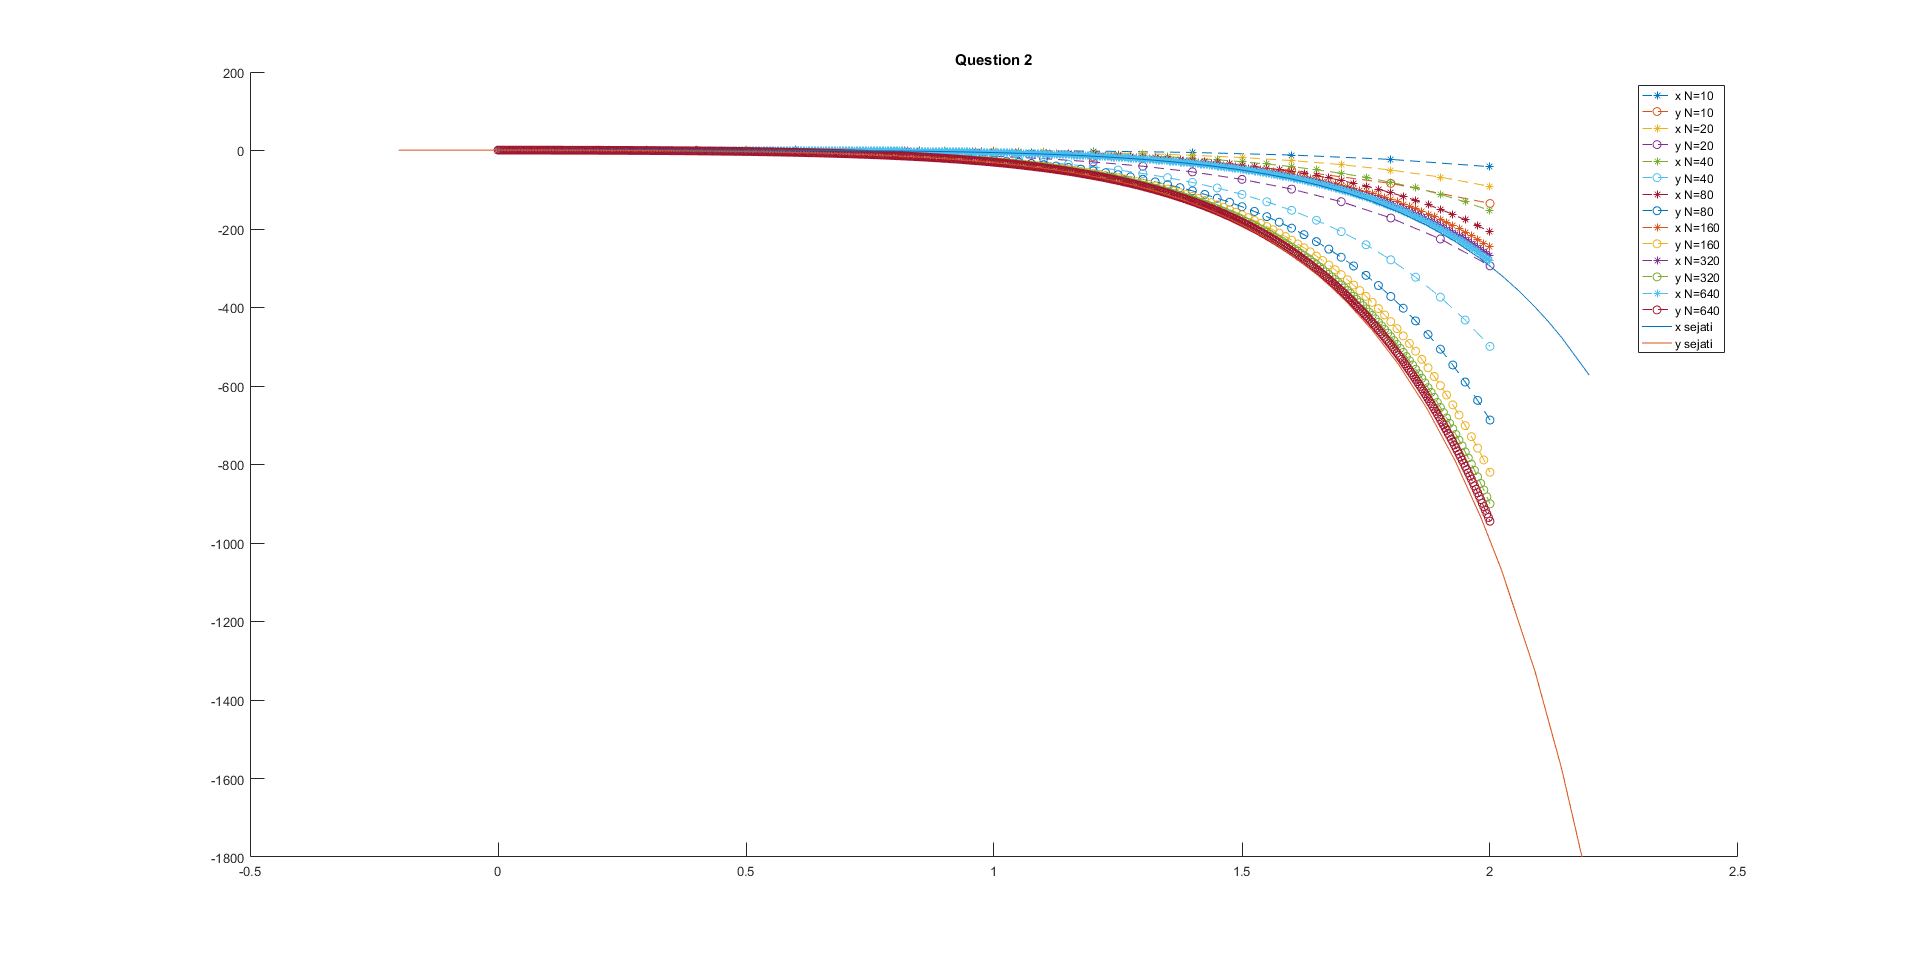 Question 2
200
0
-200
-400
-600
-800
-1000
-1200
-1400
-1600
-1800
-0.5
0
0.5
1
1.5
2
2.5
x N=10
y N=10
x N=20
y N=20
x N=40
y N=40
x N=80
y N=80
x N=160
y N=160
x N=320
y N=320
x N=640
y N=640
x sejati
y sejati